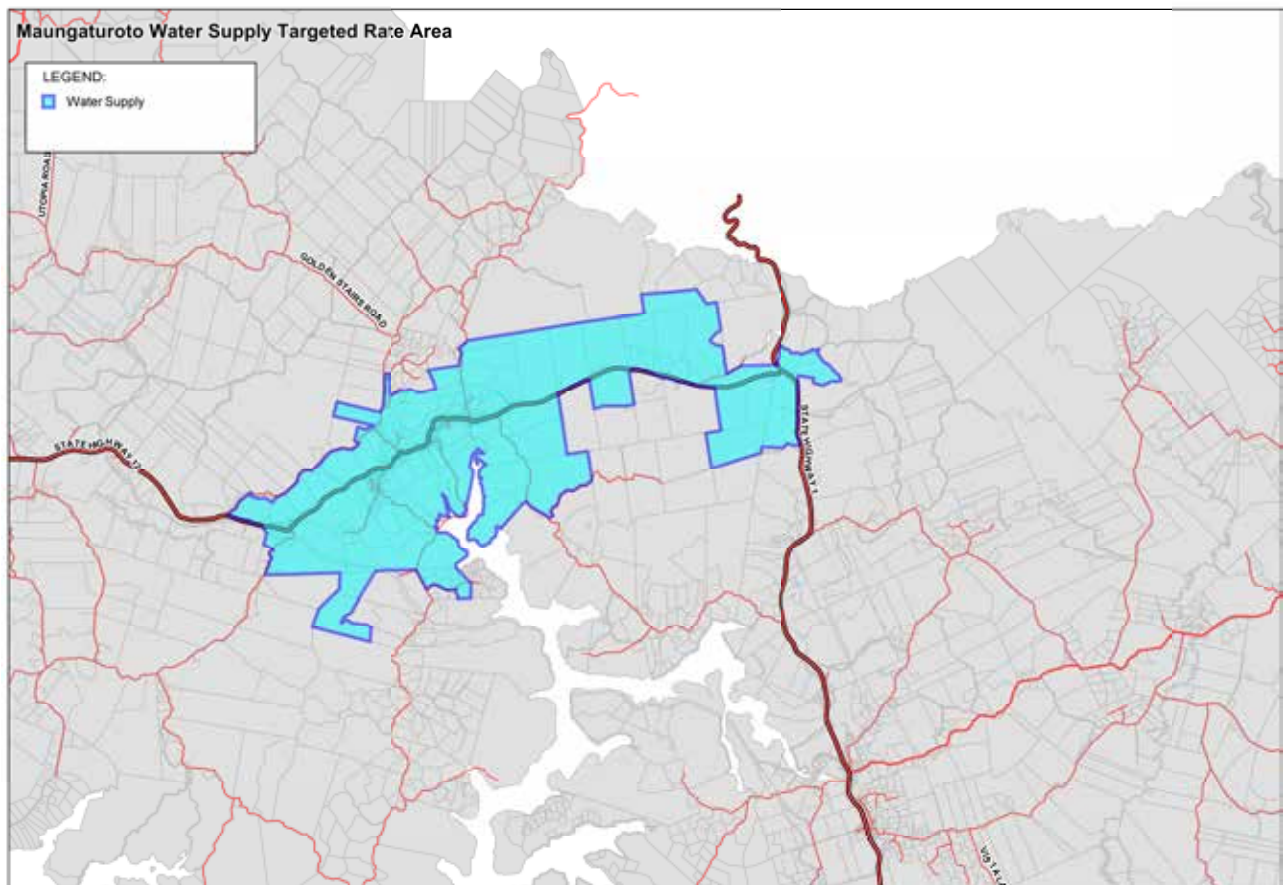 Maungaturoto Water Supply Targeted Rate Area
LEGEND:
Water Supply
UTOPIA ROAD
GOLDEN STAIRS ROAD
STATE HIGHWAY 12
STATE HIGHWAY 1